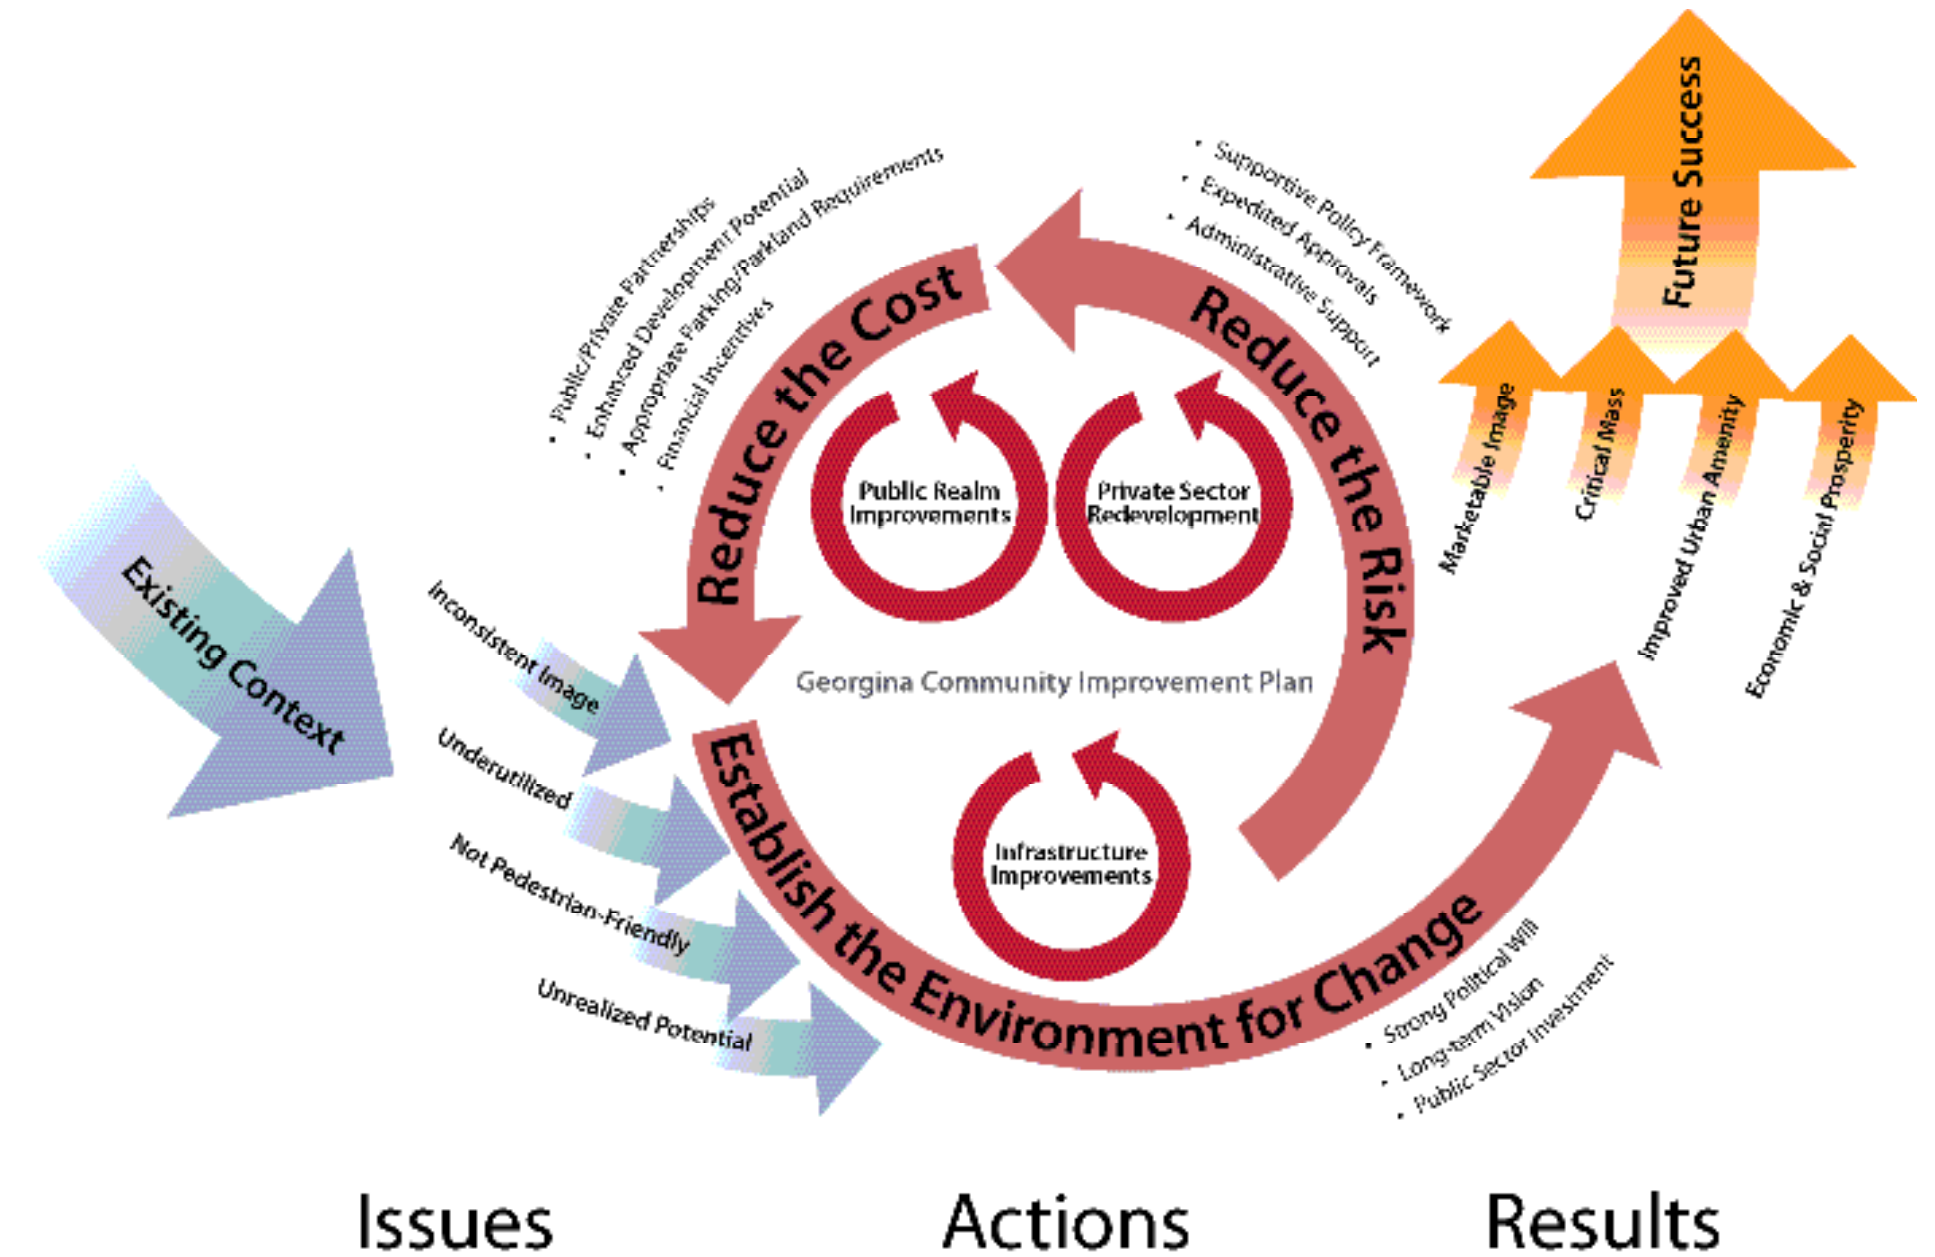 Future Success
• Supportive Policy Framework
• Expedited Approvals
• Administrative Support
• Public/Private Partnerships
• Enhanced Development Potential
• Appropriate Parking/Parkland Requirements
• Financial Incentives
Reduce the Cost
Reduce the Risk
Marketable Image
Critical Mass
Improved Urban Amenity
Economic & Social Prosperity
Public Realm
Improvements
Private Sector
Redevelopment
Existing Context
Inconsistent Image
Underutilized
Not Pedestrian-Friendly
Unrealized Potential
Georgina Community Improvement Plan
Infrastructure
Improvements
Establish the Environment for Change
• Strong Political Will
• Long-term Vision
• Public Sector Investment
Issues
Actions
Results